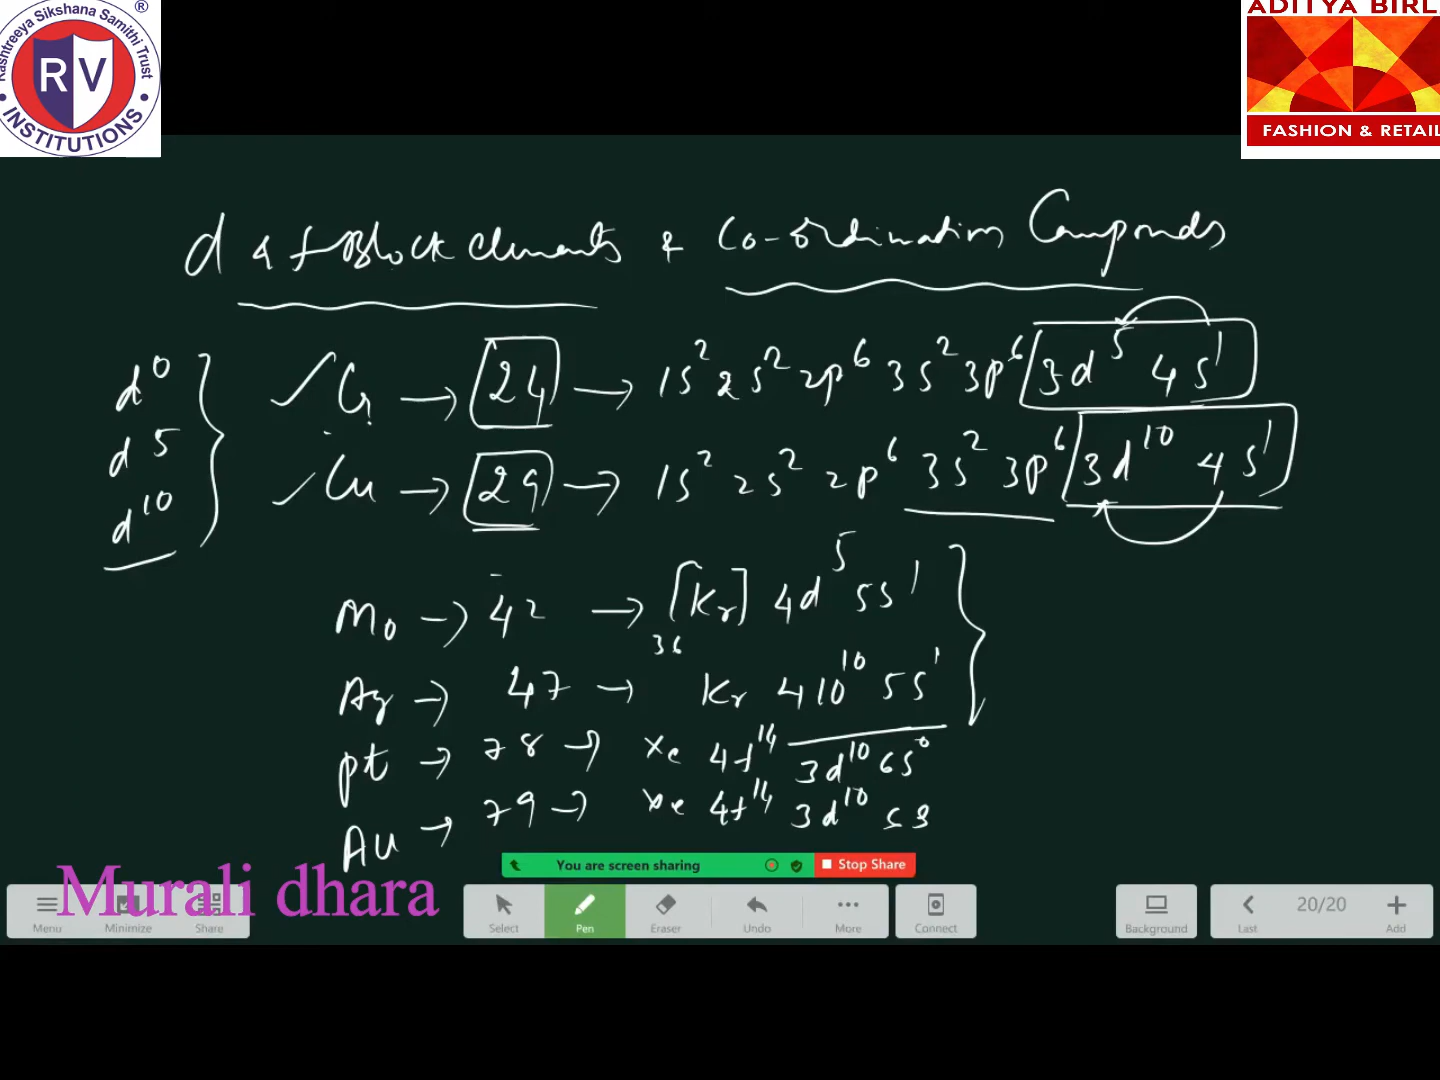 Rashtreeya Sikshana Samithi Trust
®
RV
• INSTITUTIONS •
ADITYA BIRL
FASHION & RETAIL
d & f Block elements & Co-ordination Compounds
d⁰
d⁵
d¹⁰
✓ Cr → 24 → 1s² 2s² 2p⁶ 3s² 3p⁶ 3d⁵ 4s¹
✓ Cu → 29 → 1s² 2s² 2p⁶ 3s² 3p⁶ 3d¹⁰ 4s¹
Mo → 42 → [Kr] 4d⁵ 5s¹
36
Ag → 47 → Kr 4d¹⁰ 5s¹
pt → 78 → Xe 4f¹⁴ 3d¹⁰ 6s⁰
Au → 79 → Xe 4f¹⁴ 3d¹⁰
Murali dhara
You are screen sharing
Stop Share
Menu
Minimize
Share
Select
Pen
Eraser
Undo
More
Connect
Background
Last
20/20
Add